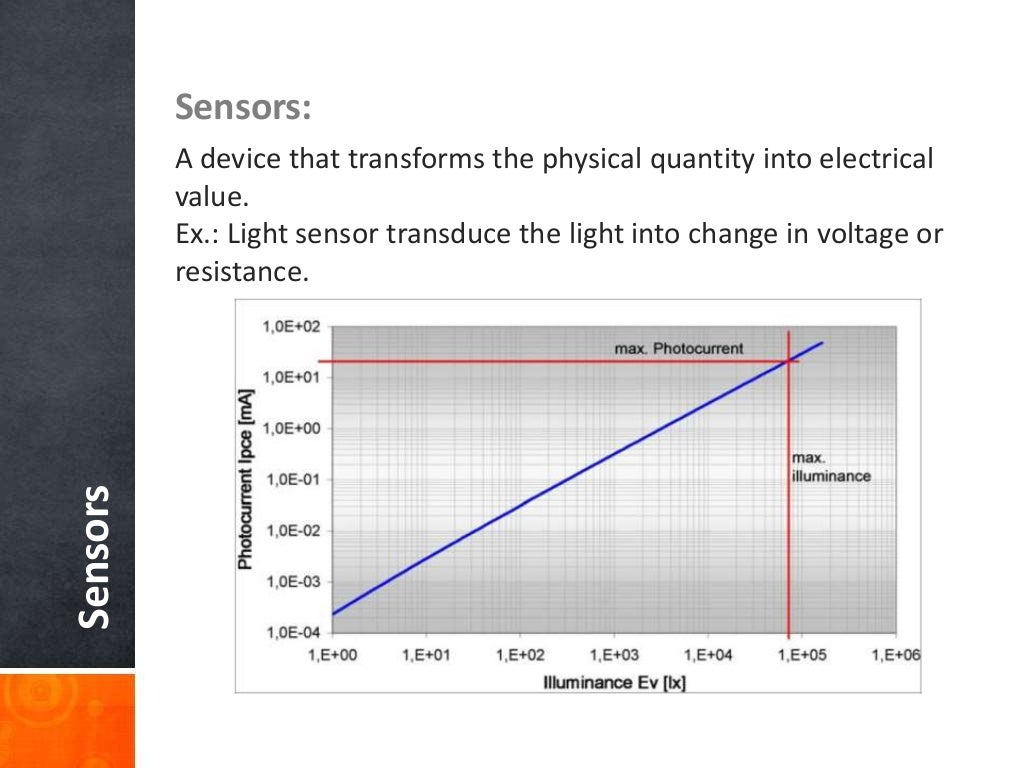 Sensors:
A device that transforms the physical quantity into electrical
value.
Ex.: Light sensor transduce the light into change in voltage or
resistance.
Sensors
1,0E+02
1,0E+01
1,0E+00
1,0E-01
1,0E-02
1,0E-03
1,0E-04
Photocurrent Ipce [mA]
max. Photocurrent
max.
illuminance
1,E+00 1,E+01 1,E+02 1,E+03 1,E+04 1,E+05 1,E+06
Illuminance Ev [lx]